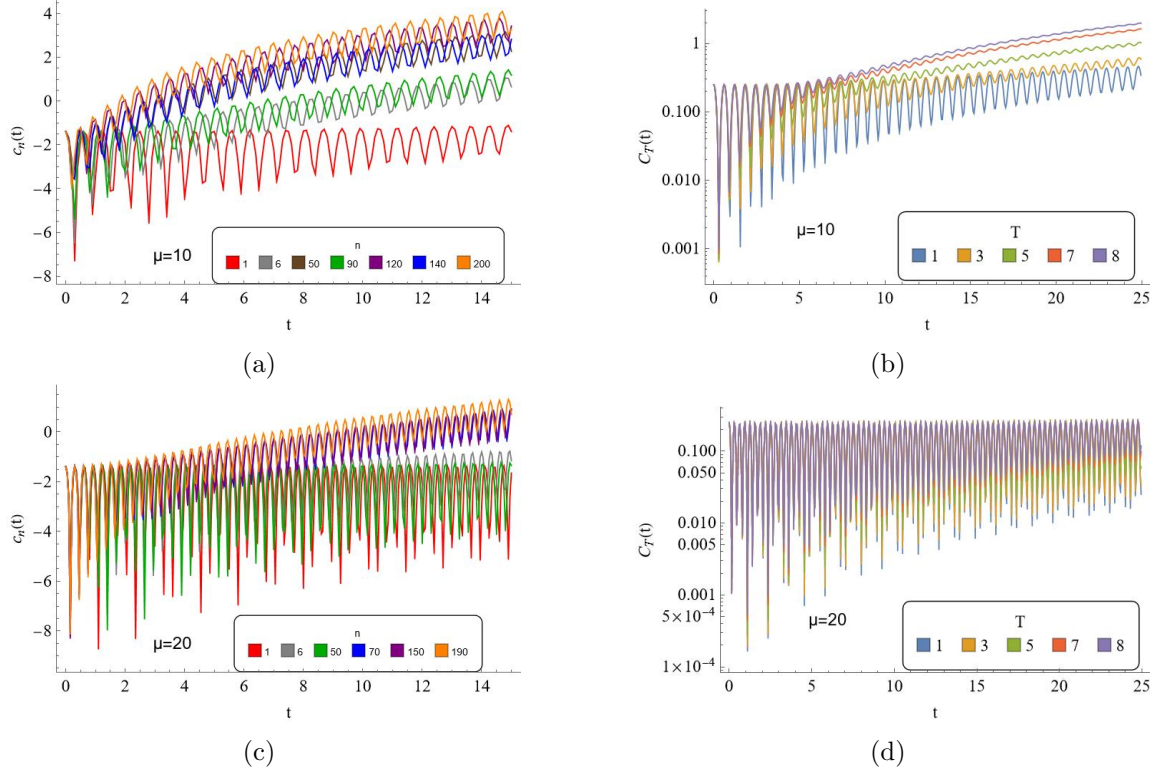 4
2
0
−2
−4
−6
−8
cₙ(t)
μ=10
n
1 6 50 90 120 140 200
0 2 4 6 8 10 12 14
t
(a)
1
0.100
0.010
0.001
C_T(t)
μ=10
T
1 3 5 7 8
0 5 10 15 20 25
t
(b)
0
−2
−4
−6
−8
cₙ(t)
μ=20
n
1 6 50 70 150 190
0 2 4 6 8 10 12 14
t
(c)
0.100
0.050
0.010
0.005
0.001
5×10⁻⁴
1×10⁻⁴
C_T(t)
μ=20
T
1 3 5 7 8
0 5 10 15 20 25
t
(d)